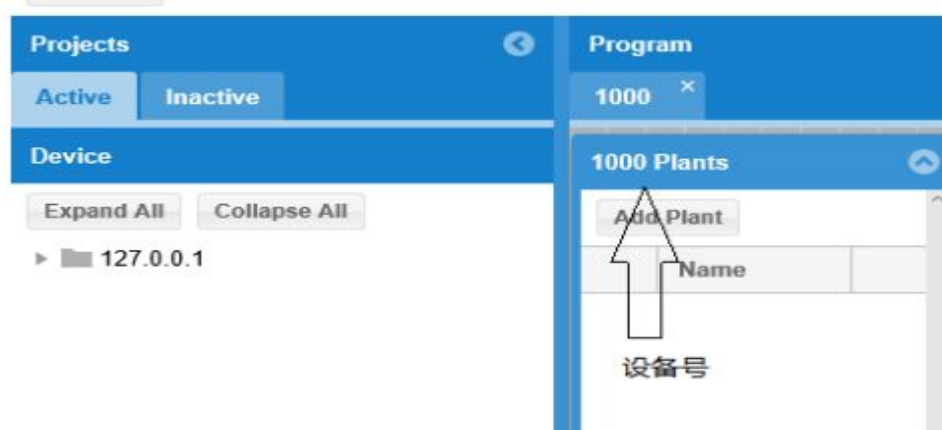 Projects
Active
Inactive
Device
Expand All
Collapse All
127.0.0.1
Program
1000 ×
1000 Plants
Add Plant
Name
设备号